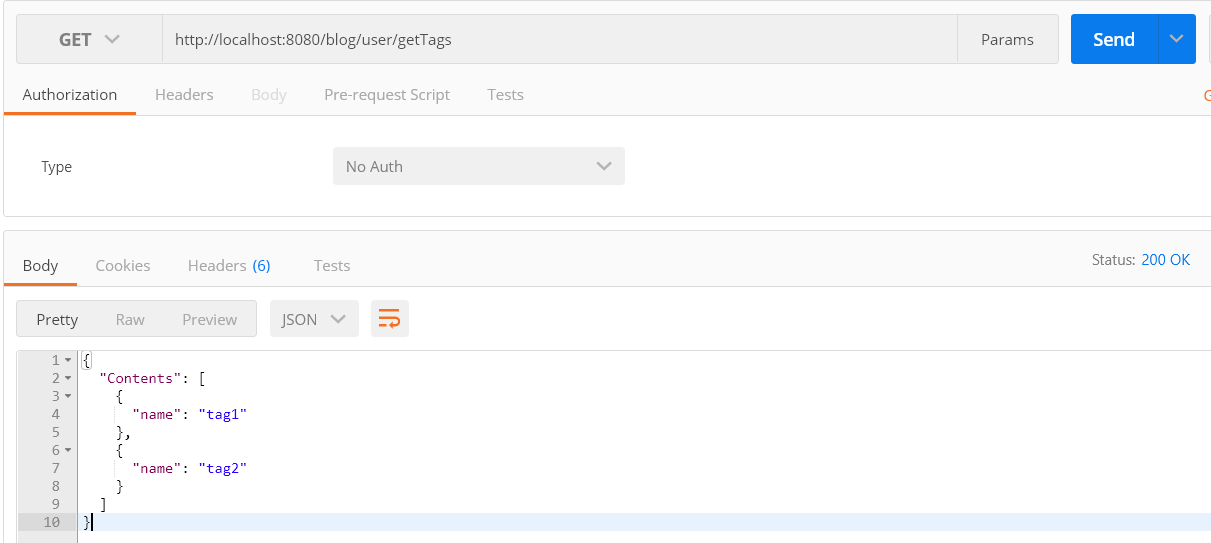 GET http://localhost:8080/blog/user/getTags Params Send
Authorization Headers Body Pre-request Script Tests
Type No Auth
Body Cookies Headers (6) Tests Status: 200 OK
Pretty Raw Preview JSON
1 {
2 "Contents": [
3 {
4 "name": "tag1"
5 },
6 {
7 "name": "tag2"
8 }
9 ]
10 }